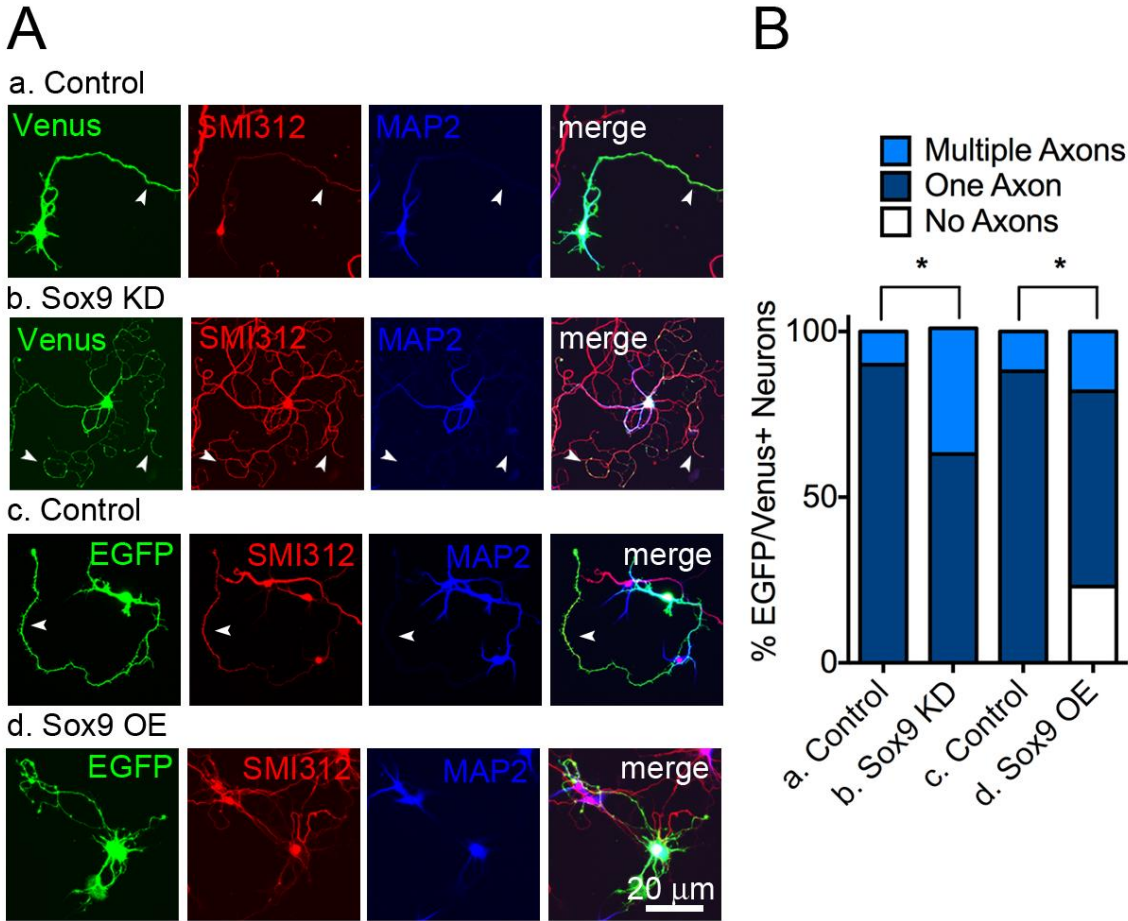 A
a. Control
Venus SMI312 MAP2 merge
b. Sox9 KD
Venus SMI312 MAP2 merge
c. Control
EGFP SMI312 MAP2 merge
d. Sox9 OE
EGFP SMI312 MAP2 merge
20 μm
B
Multiple Axons
One Axon
No Axons
* *
% EGFP/Venus+ Neurons
100
50
0
a. Control
b. Sox9 KD
c. Control
d. Sox9 OE